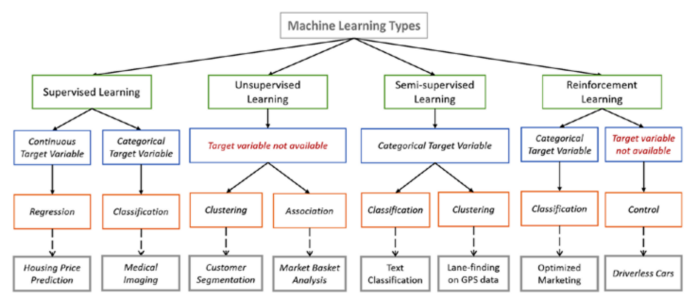 Machine Learning Types
Supervised Learning
Unsupervised
Learning
Semi-supervised
Learning
Reinforcement
Learning
Continuous
Target Variable
Categorical
Target Variable
Target variable not available
Categorical Target Variable
Categorical
Target Variable
Target variable
not available
Regression
Classification
Clustering
Association
Classification
Clustering
Classification
Control
Housing Price
Prediction
Medical
Imaging
Customer
Segmentation
Market Basket
Analysis
Text
Classification
Lane-finding
on GPS data
Optimized
Marketing
Driverless Cars